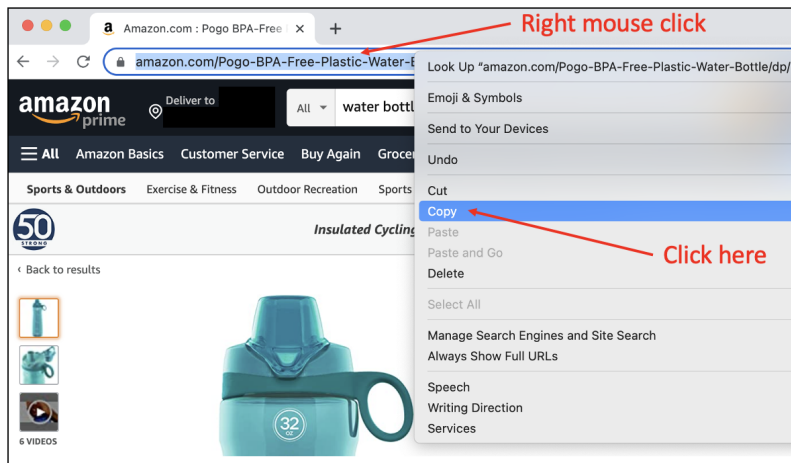 Right mouse click
Amazon.com : Pogo BPA-Free
amazon.com/Pogo-BPA-Free-Plastic-Water-B
Look Up “amazon.com/Pogo-BPA-Free-Plastic-Water-Bottle/dp/
Emoji & Symbols
Send to Your Devices
Undo
Cut
Copy
Paste
Paste and Go
Delete
Select All
Manage Search Engines and Site Search
Always Show Full URLs
Speech
Writing Direction
Services
Click here
amazon
prime
Deliver to
All
water bottl
All Amazon Basics Customer Service Buy Again Grocer
Sports & Outdoors Exercise & Fitness Outdoor Recreation Sports
50
STRONG
Insulated Cycling
‹ Back to results
32
OZ
6 VIDEOS